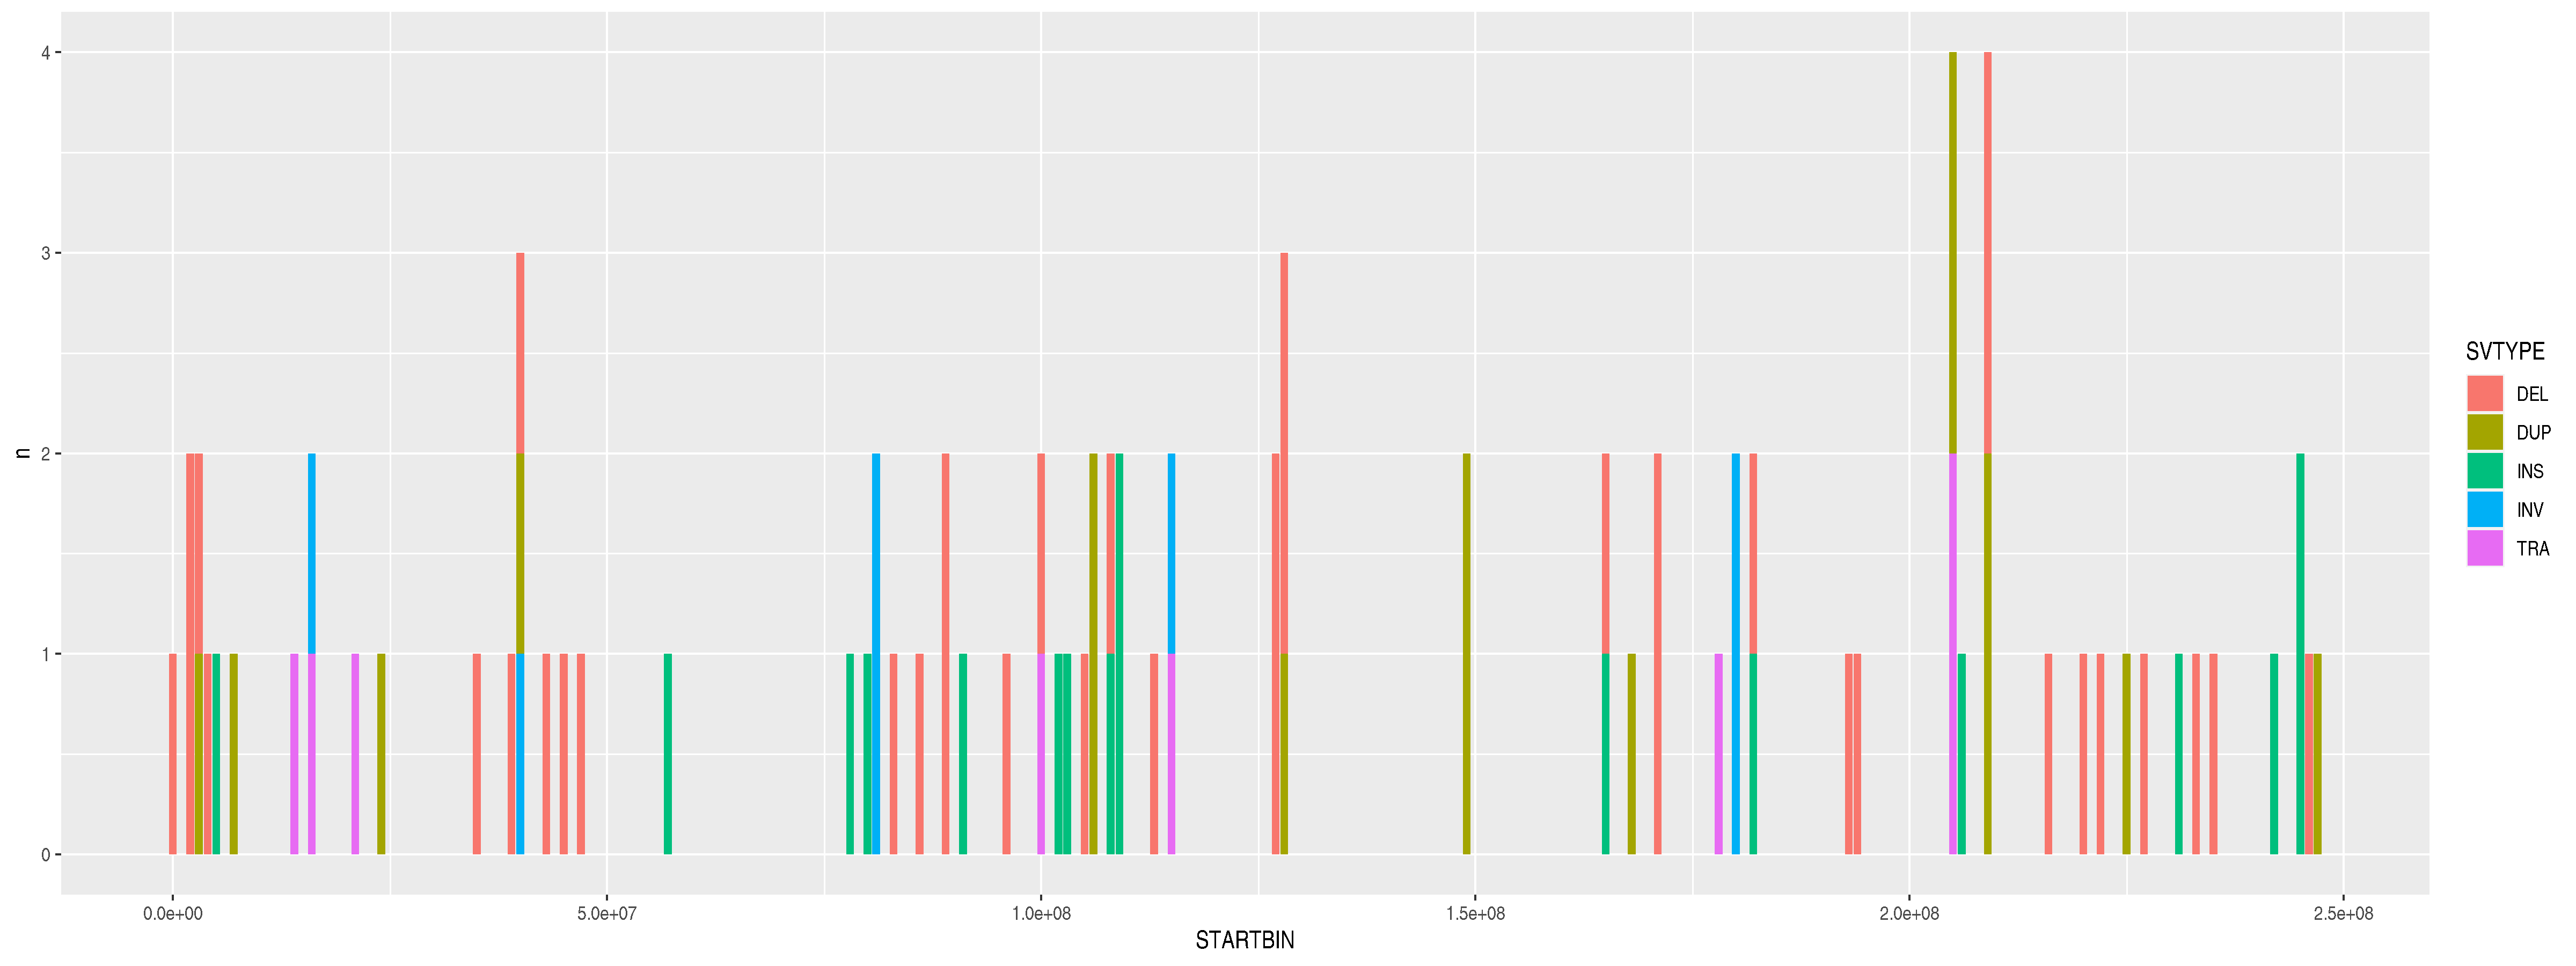 4
3
2
1
0
n
0.0e+00
5.0e+07
1.0e+08
1.5e+08
2.0e+08
2.5e+08
STARTBIN
SVTYPE
DEL
DUP
INS
INV
TRA